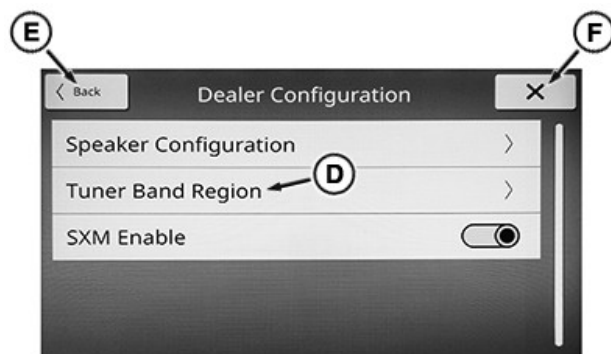 E
F
< Back
Dealer Configuration
X
Speaker Configuration >
Tuner Band Region >
D
SXM Enable